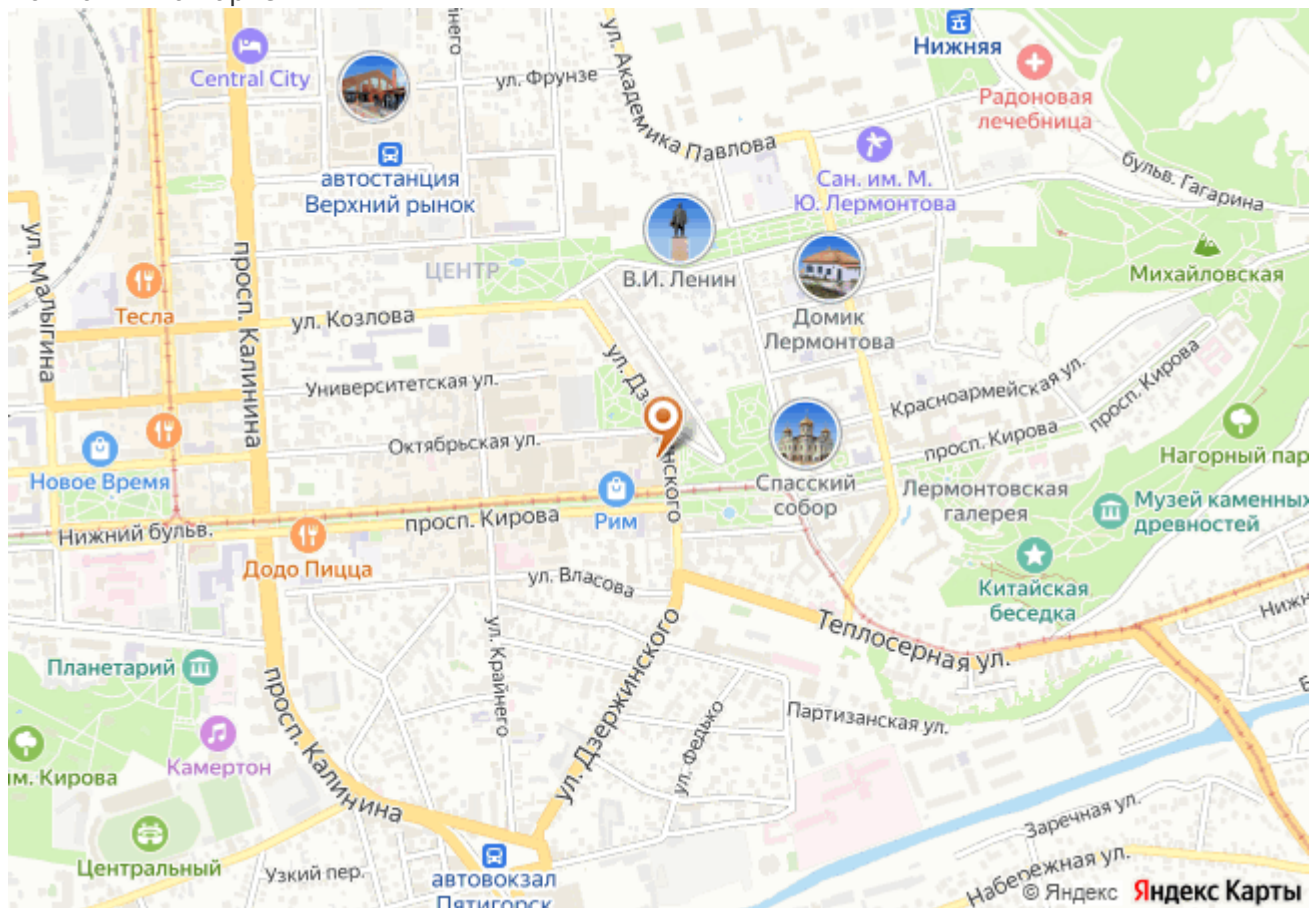 Нижняя
Central City
ул. Фрунзе
ул. Академика Павлова
Радоновая
лечебница
автостанция
Верхний рынок
Сан. им. М.
Ю. Лермонтова
бульв. Гагарина
ул. Малыгина
просп. Калинина
ЦЕНТР
В.И. Ленин
Михайловская
Тесла
ул. Козлова
Домик
Лермонтова
Университетская ул.
Красноармейская ул.
просп. Кирова
Октябрьская ул.
просп. Кирова
Нагорный пар
Новое Время
Спасский
собор
Лермонтовская
галерея
Музей каменных
древностей
Нижний бульв.
просп. Кирова
Рим
Додо Пицца
ул. Власова
Китайская
беседка
Теплосерная ул.
Планетарий
ул. Крайнего
ул. Дзержинского
Партизанская ул.
ул. Федько
просп. Калинина
Камертон
им. Кирова
Заречная ул.
Центральный
Узкий пер.
автовокзал
Пятигорск
Набережная ул.
© Яндекс Яндекс Карты